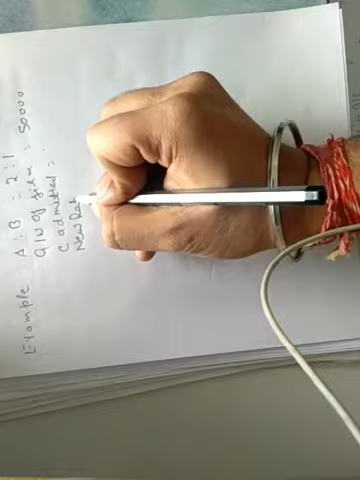 Example : A : B = 2 : 1
G/W of firm = 50000
C admitted =
New Rat